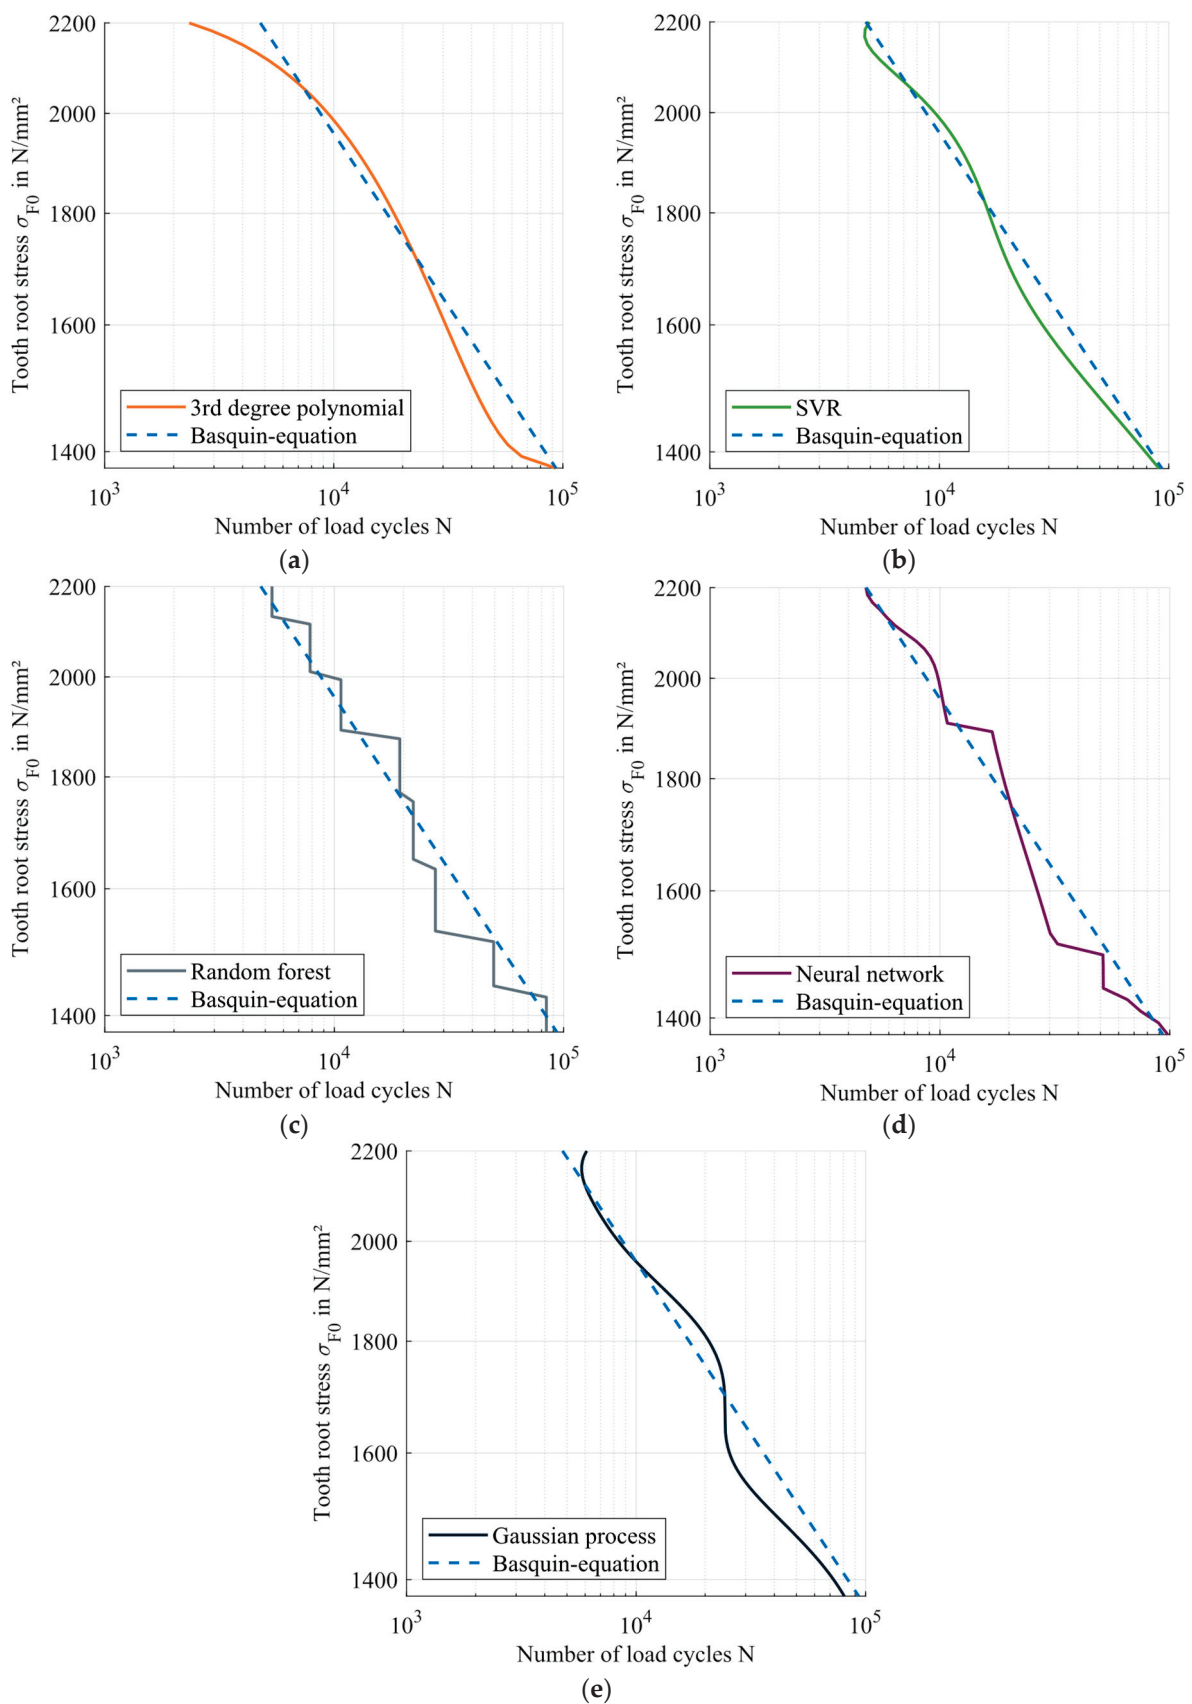 2200
2000
1800
1600
1400
Tooth root stress σF0 in N/mm²
3rd degree polynomial
Basquin-equation
10³ 10⁴ 10⁵
Number of load cycles N
(a)
2200
2000
1800
1600
1400
Tooth root stress σF0 in N/mm²
SVR
Basquin-equation
10³ 10⁴ 10⁵
Number of load cycles N
(b)
2200
2000
1800
1600
1400
Tooth root stress σF0 in N/mm²
Random forest
Basquin-equation
10³ 10⁴ 10⁵
Number of load cycles N
(c)
2200
2000
1800
1600
1400
Tooth root stress σF0 in N/mm²
Neural network
Basquin-equation
10³ 10⁴ 10⁵
Number of load cycles N
(d)
2200
2000
1800
1600
1400
Tooth root stress σF0 in N/mm²
Gaussian process
Basquin-equation
10³ 10⁴ 10⁵
Number of load cycles N
(e)